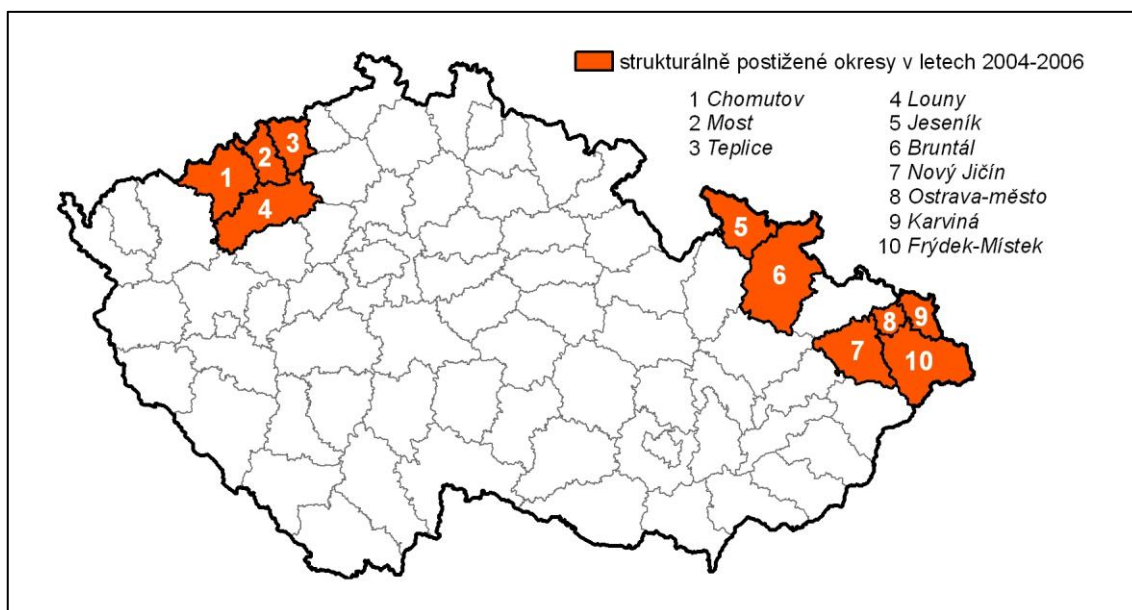 strukturálně postižené okresy v letech 2004-2006
1 Chomutov
2 Most
3 Teplice
4 Louny
5 Jeseník
6 Bruntál
7 Nový Jičín
8 Ostrava-město
9 Karviná
10 Frýdek-Místek
1
2
3
4
5
6
7
8
9
10